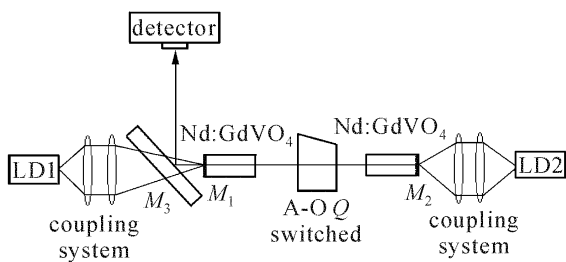 detector
Nd:GdVO₄
Nd:GdVO₄
LD1
LD2
M₃
M₁
M₂
A-O Q
switched
coupling
system
coupling
system